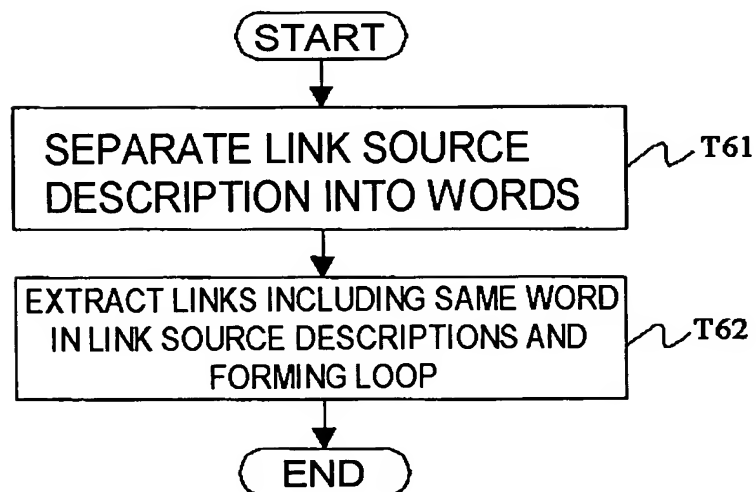 START
SEPARATE LINK SOURCE
DESCRIPTION INTO WORDS
T61
EXTRACT LINKS INCLUDING SAME WORD
IN LINK SOURCE DESCRIPTIONS AND
FORMING LOOP
T62
END